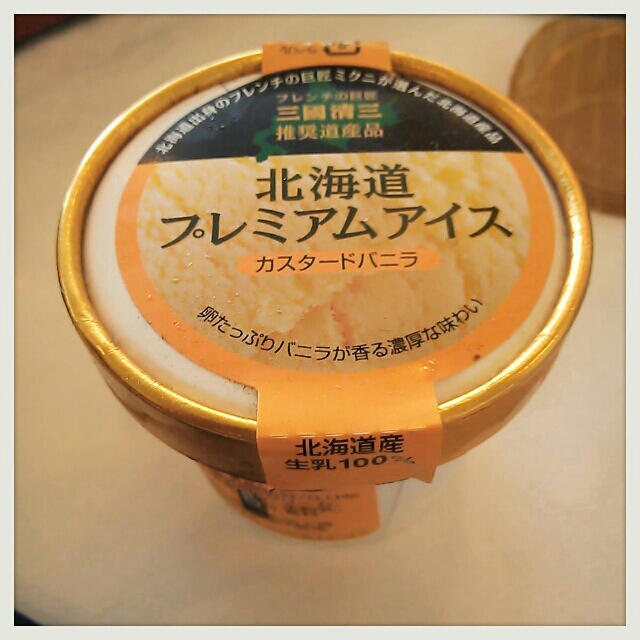 北海道出身のフレンチの巨匠ミクニが選んだ北海道産品
フレンチの巨匠
三國清三
推奨道産品
北海道
プレミアムアイス
カスタードバニラ
卵たっぷりバニラが香る濃厚な味わい
北海道産
生乳100%